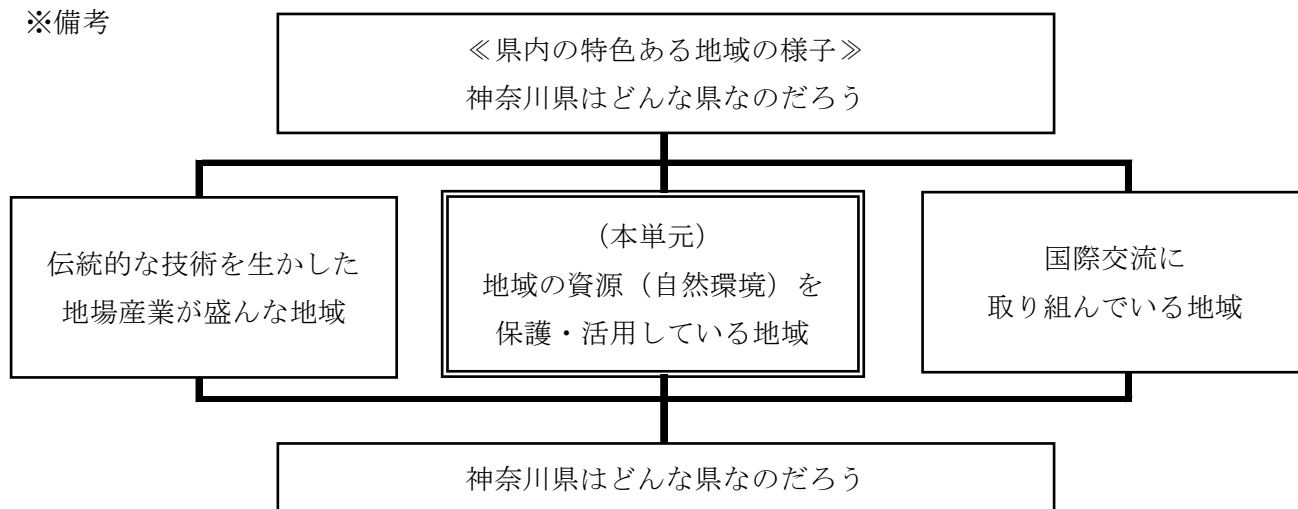 ※備考
≪県内の特色ある地域の様子≫
神奈川県はどんな県なのだろう
伝統的な技術を生かした
地場産業が盛んな地域
（本単元）
地域の資源（自然環境）を
保護・活用している地域
国際交流に
取り組んでいる地域
神奈川県はどんな県なのだろう